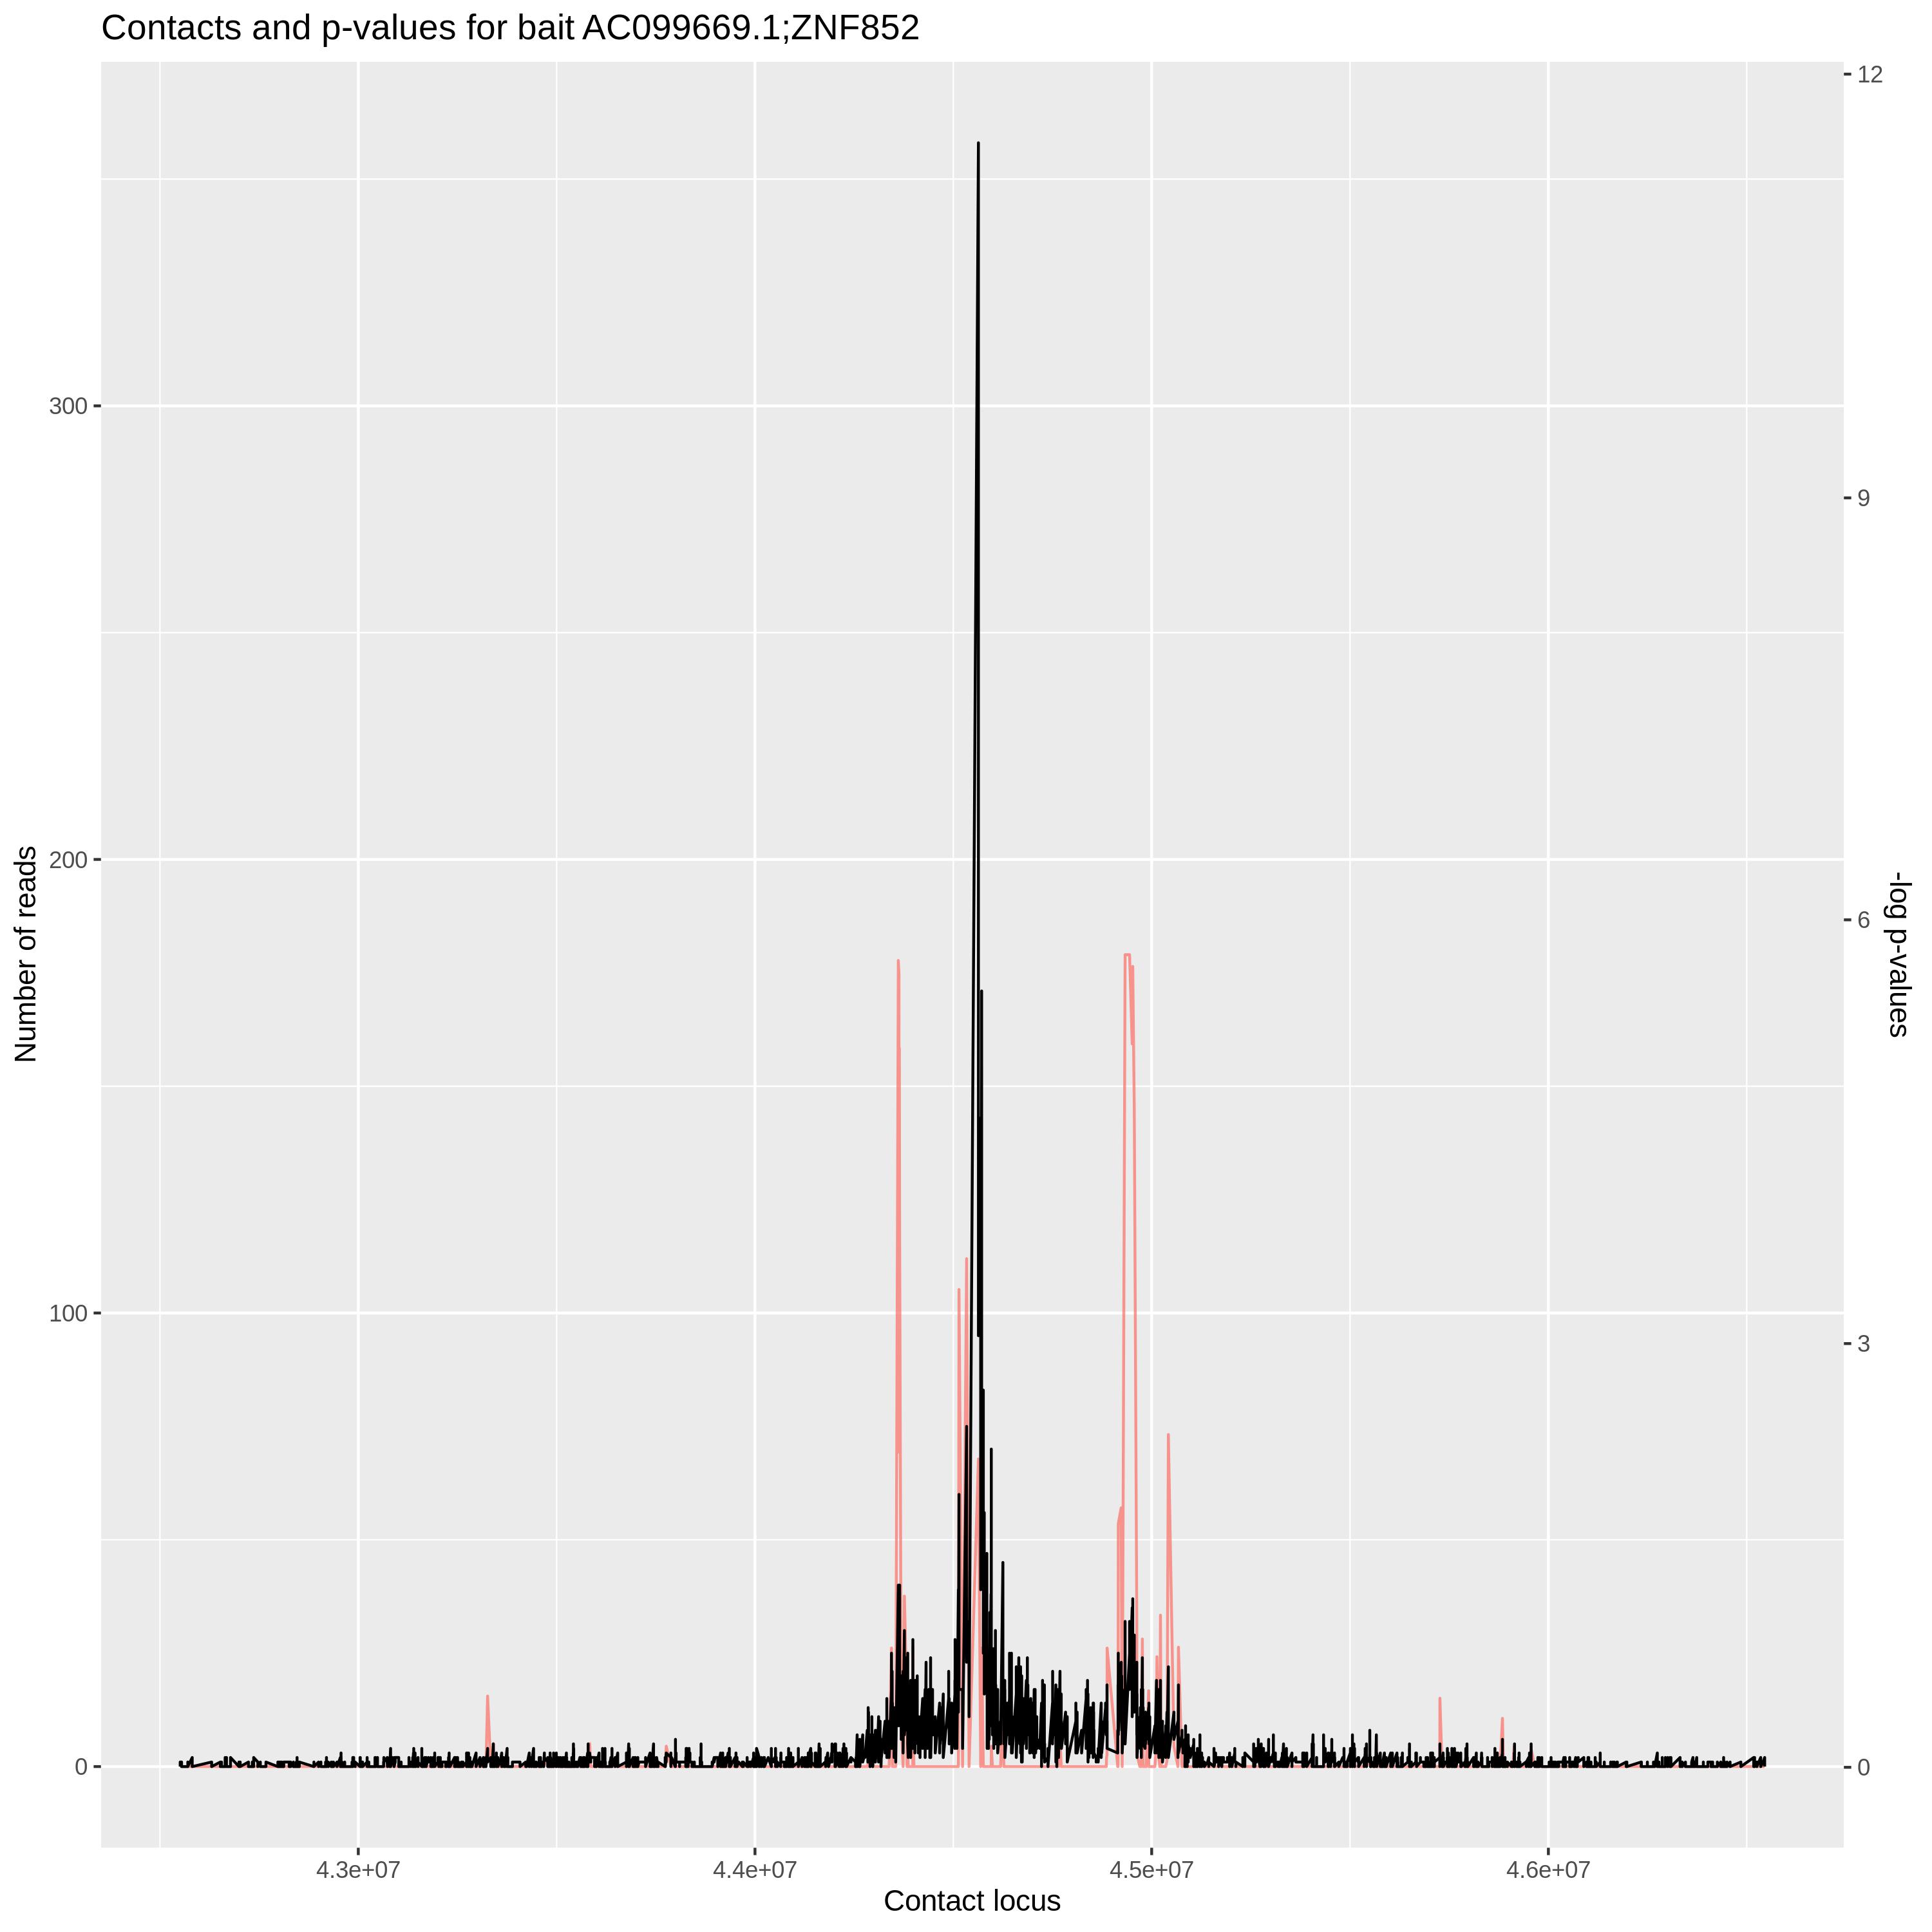 Contacts and p-values for bait AC099669.1;ZNF852
12
9
6
3
0
-log p-values
300
200
100
0
Number of reads
4.3e+07 4.4e+07 4.5e+07 4.6e+07
Contact locus